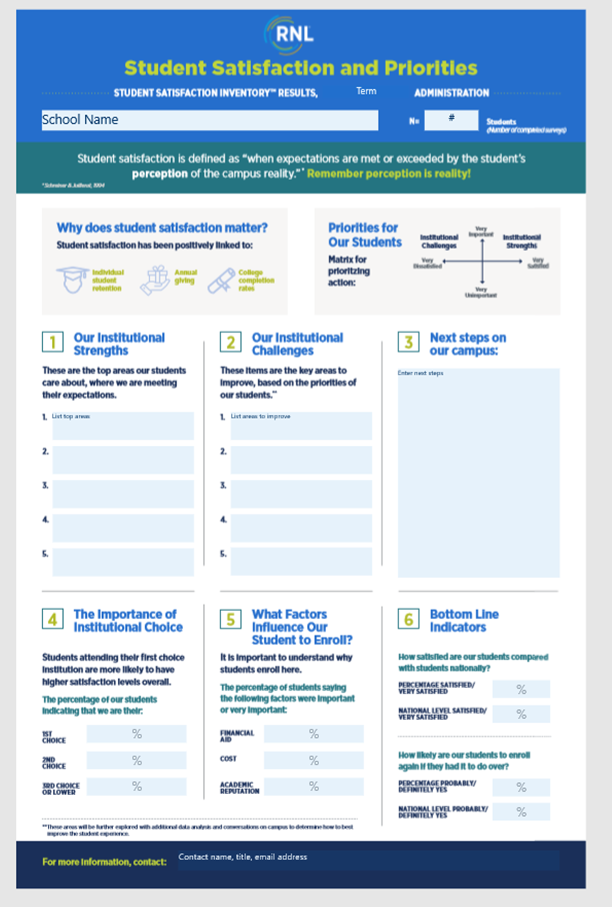 RNL
Student Satisfaction and Priorities
STUDENT SATISFACTION INVENTORY™ RESULTS, Term ADMINISTRATION
School Name N= # Students
(Number of completed surveys)
Student satisfaction is defined as “when expectations are met or exceeded by the student’s
perception of the campus reality.”* Remember perception is reality!
*Schreiner & Juillerat, 1994
Why does student satisfaction matter?
Student satisfaction has been positively linked to:
Individual
student
retention
Annual
giving
College
completion
rates
Priorities for
Our Students
Matrix for
prioritizing
action:
Very
Important
Institutional
Challenges
Institutional
Strengths
Very
Dissatisfied
Very
Satisfied
Very
Unimportant
1 Our Institutional
Strengths
These are the top areas our students
care about, where we are meeting
their expectations.
1. List top areas
2.
3.
4.
5.
2 Our Institutional
Challenges
These items are the key areas to
improve, based on the priorities of
our students.**
1. List areas to improve
2.
3.
4.
5.
3 Next steps on
our campus:
Enter next steps
4 The Importance of
Institutional Choice
Students attending their first choice
institution are more likely to have
higher satisfaction levels overall.
The percentage of our students
indicating that we are their:
1ST
CHOICE %
2ND
CHOICE %
3RD CHOICE
OR LOWER %
5 What Factors
Influence Our
Student to Enroll?
It is important to understand why
students enroll here.
The percentage of students saying
the following factors were important
or very important:
FINANCIAL
AID %
COST %
ACADEMIC
REPUTATION %
6 Bottom Line
Indicators
How satisfied are our students compared
with students nationally?
PERCENTAGE SATISFIED/
VERY SATISFIED %
NATIONAL LEVEL SATISFIED/
VERY SATISFIED %
How likely are our students to enroll
again if they had it to do over?
PERCENTAGE PROBABLY/
DEFINITELY YES %
NATIONAL LEVEL PROBABLY/
DEFINITELY YES %
**These areas will be further explored with additional data analysis and conversations on campus to determine how to best
improve the student experience.
For more information, contact: Contact name, title, email address